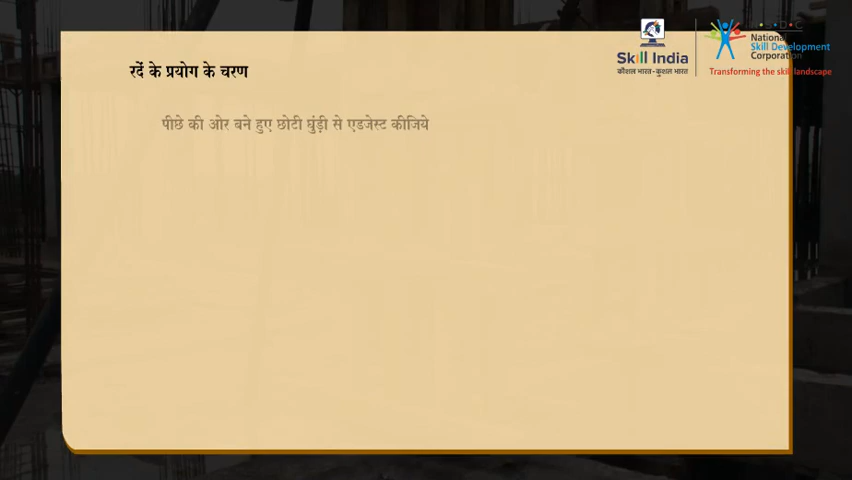 Skill India
कौशल भारत-कुशल भारत
N·S·D·C
National
Skill Development
Corporation
Transforming the skill landscape
रदें के प्रयोग के चरण
पीछे की ओर बने हुए छोटी घुंड़ी से एडजेस्ट कीजिये